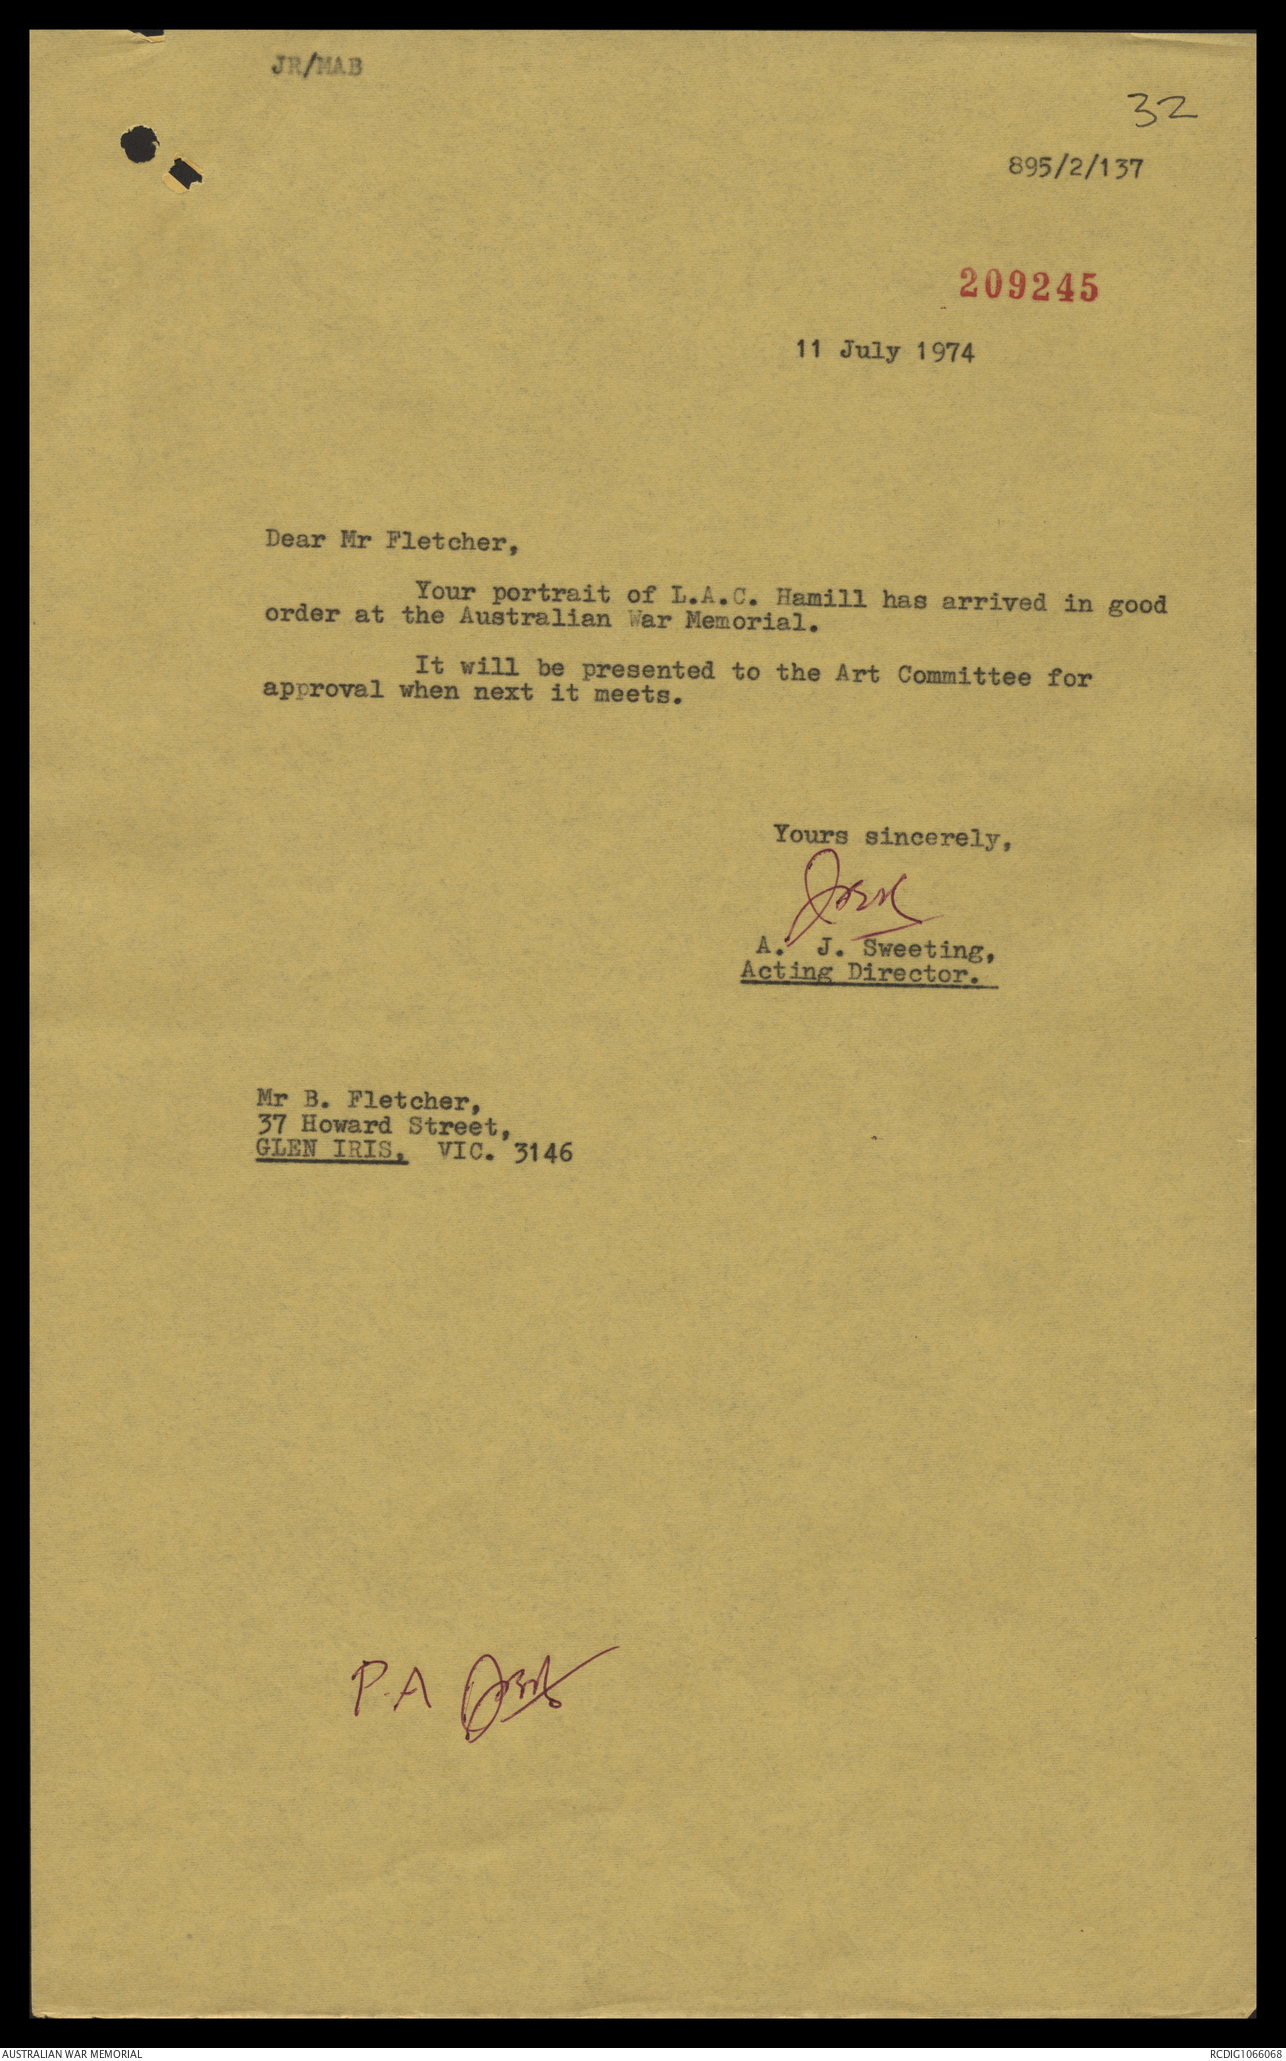 JR/MAB
32
895/2/137
209245
11 July 1974
Dear Mr Fletcher,
Your portrait of L.A.C. Hamill has arrived in good
order at the Australian War Memorial.
It will be presented to the Art Committee for
approval when next it meets.
Yours sincerely,
A. J. Sweeting,
Acting Director.
Mr B. Fletcher,
37 Howard Street,
GLEN IRIS, VIC. 3146
P.A
AUSTRALIAN WAR MEMORIAL
RCDIG1066068